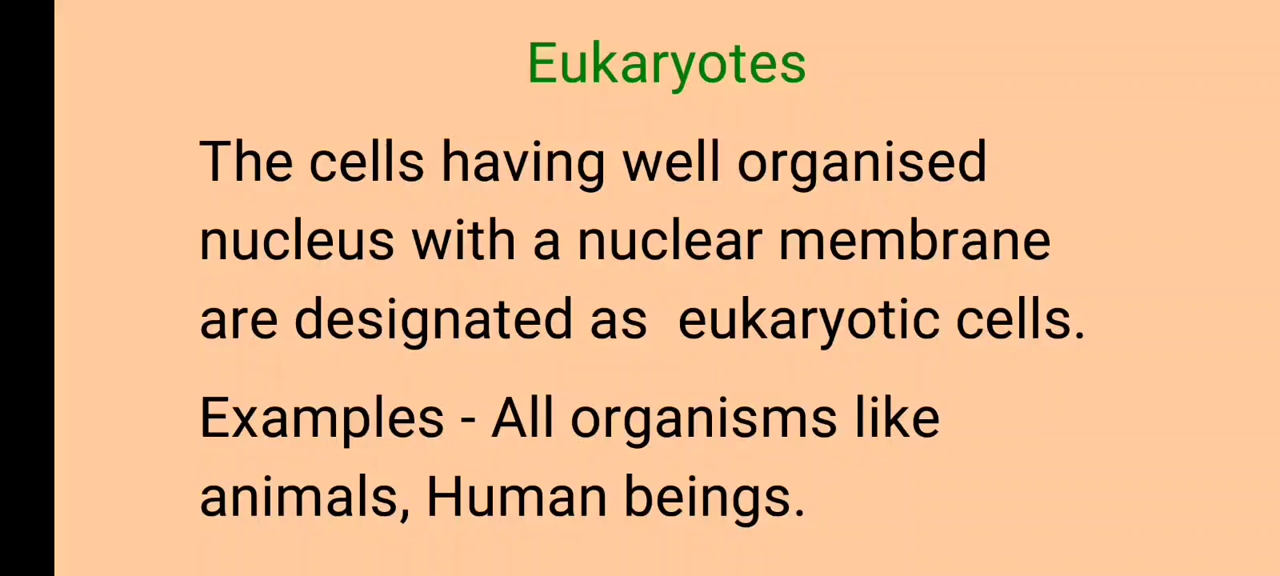 Eukaryotes
The cells having well organised
nucleus with a nuclear membrane
are designated as  eukaryotic cells.
Examples - All organisms like
animals, Human beings.